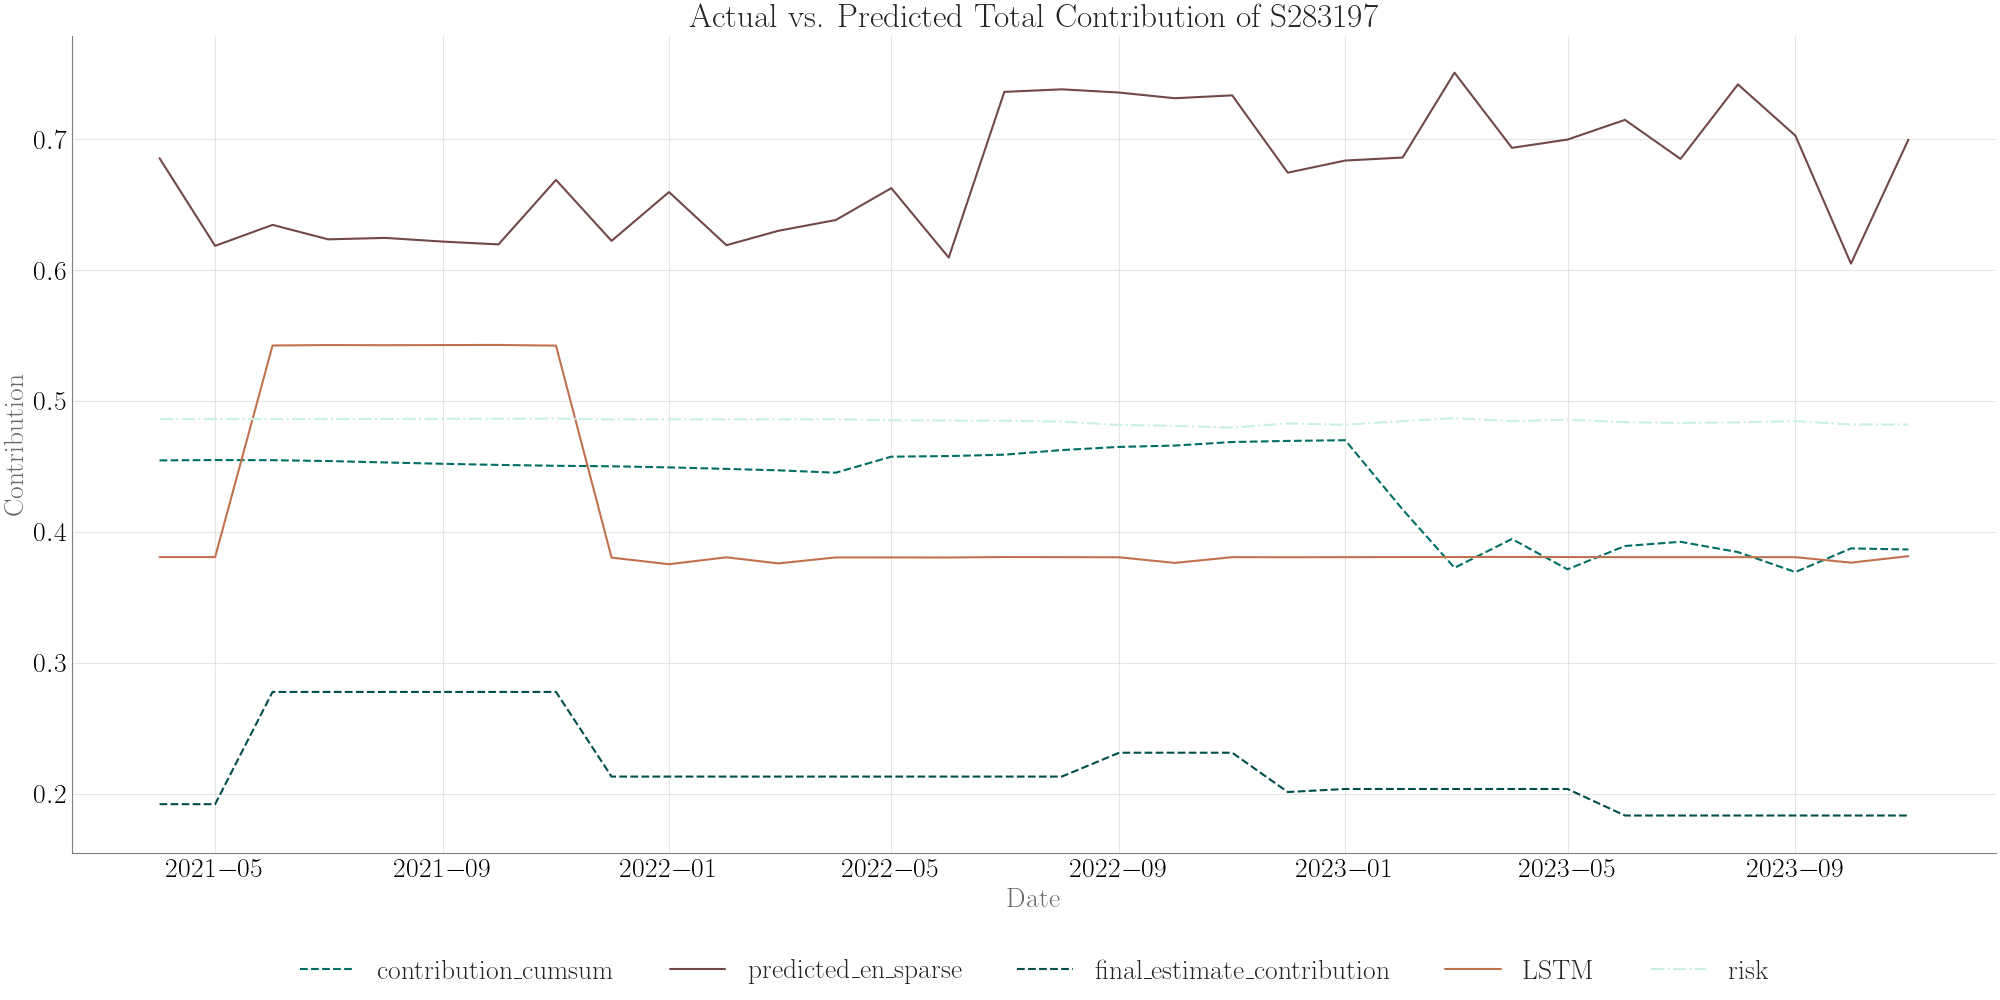 Actual vs. Predicted Total Contribution of S283197
0.7
0.6
0.5
0.4
0.3
0.2
Contribution
2021−05 2021−09 2022−01 2022−05 2022−09 2023−01 2023−05 2023−09
Date
contribution_cumsum predicted_en_sparse final_estimate_contribution LSTM risk